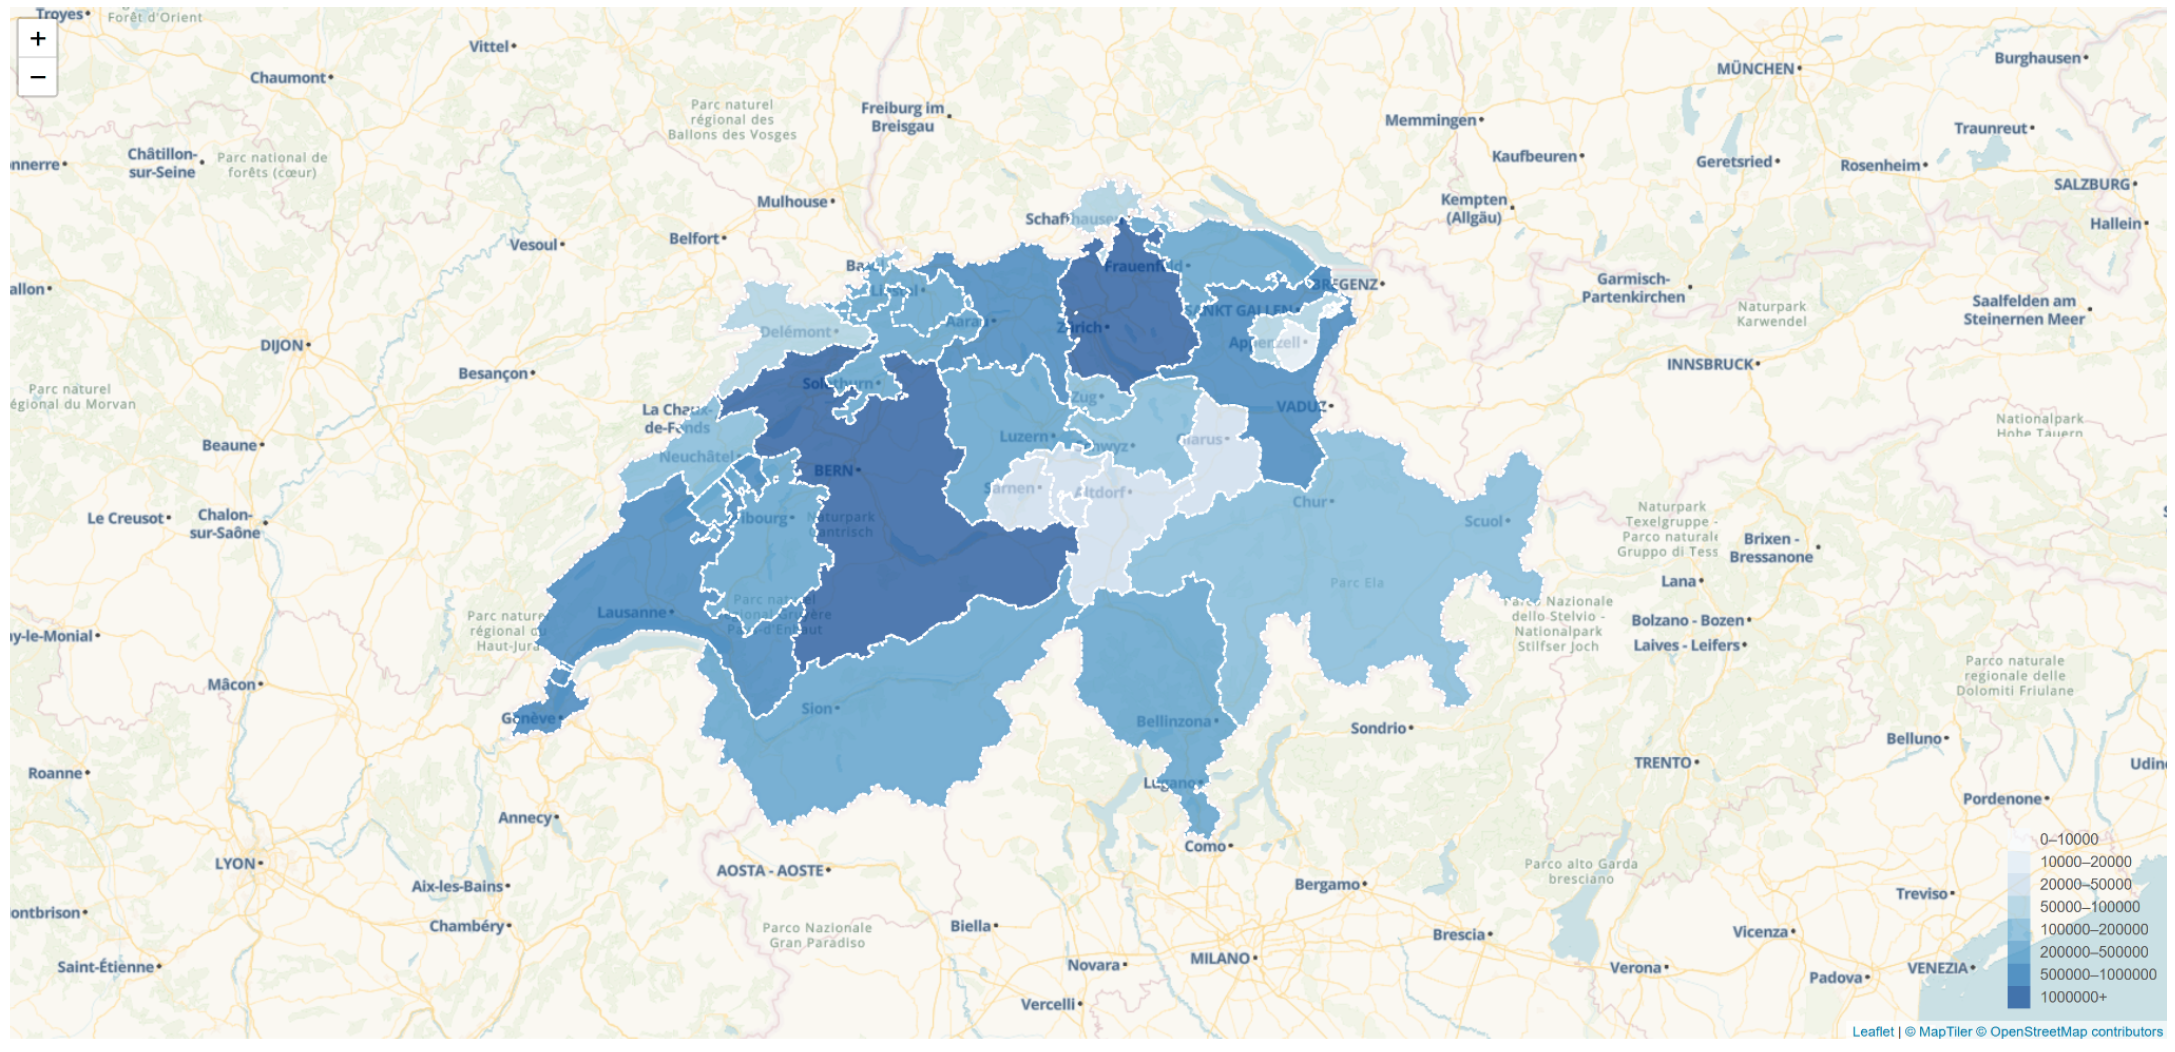 Troyes
Forêt d'Orient
+
−
Vittel
Chaumont
MÜNCHEN
Burghausen
Parc naturel
régional des
Ballons des Vosges
Freiburg im
Breisgau
Memmingen
Traunreut
Châtillon-
sur-Seine
Parc national de
forêts (cœur)
onnerre
Kaufbeuren
Geretsried
Rosenheim
SALZBURG
Mulhouse
Kempten
(Allgäu)
Hallein
Vesoul
Belfort
Schaffhausen
Frauenfeld
BREGENZ
Garmisch-
Partenkirchen
allon
Liestal
Naturpark
Karwendel
Saalfelden am
Steinernen Meer
SANKT GALLEN
Delémont
Aarau
Zürich
Appenzell
DIJON
Besançon
INNSBRUCK
Parc naturel
égional du Morvan
Solothurn
Zug
VADUZ
La Chaux-
de-Fonds
Nationalpark
Hohe Tauern
Beaune
Luzern
hwyz
larus
Neuchâtel
BERN
Sarnen
Altdorf
Chur
Scuol
Le Creusot
Chalon-
sur-Saône
ibourg
Naturpark
Gantrisch
Naturpark
Texelgruppe -
Parco naturale
Gruppo di Tess
Brixen -
Bressanone
Parc Ela
Lana
Lausanne
Parc naturel
régional Gruyère
Pays-d'Enhaut
Parc nature
régional du
Haut-Jura
Parco Nazionale
dello Stelvio -
Nationalpark
Stilfser Joch
Bolzano - Bozen
Laives - Leifers
ay-le-Monial
Mâcon
Parco naturale
regionale delle
Dolomiti Friulane
Genève
Sion
Bellinzona
Sondrio
Belluno
Roanne
TRENTO
Udin
Lugano
Pordenone
Annecy
Como
LYON
AOSTA - AOSTE
Parco alto Garda
bresciano
Aix-les-Bains
Bergamo
Treviso
ontbrison
Chambéry
Parco Nazionale
Gran Paradiso
Biella
Brescia
Vicenza
Saint-Étienne
Novara
MILANO
Verona
Padova
VENEZIA
Vercelli
0–10000
10000–20000
20000–50000
50000–100000
100000–200000
200000–500000
500000–1000000
1000000+
Leaflet | © MapTiler © OpenStreetMap contributors